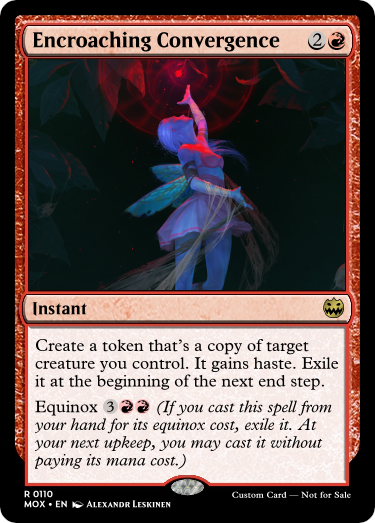 Encroaching Convergence 2
Instant
Create a token that's a copy of target
creature you control. It gains haste. Exile
it at the beginning of the next end step.
Equinox 3 (If you cast this spell from
your hand for its equinox cost, exile it. At
your next upkeep, you may cast it without
paying its mana cost.)
R 0110
MOX • EN Alexandr Leskinen
Custom Card — Not for Sale